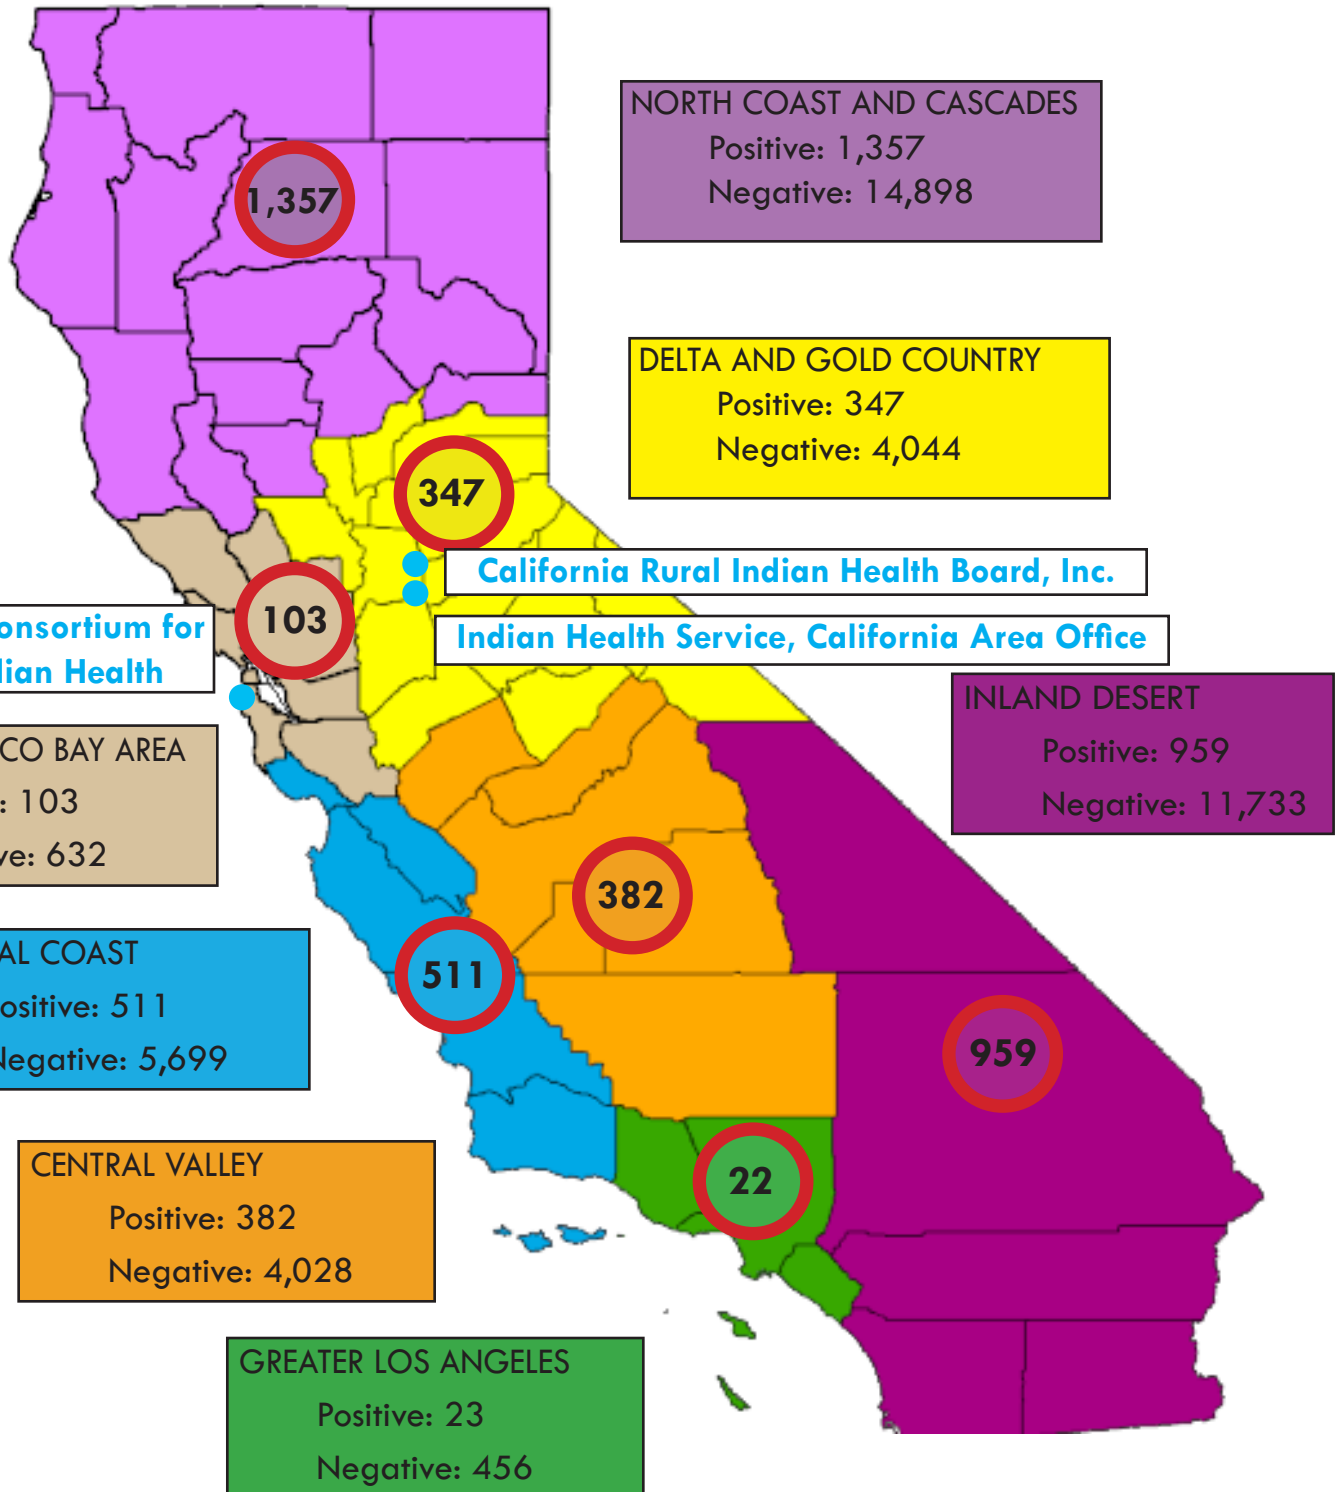 NORTH COAST AND CASCADES
Positive: 1,357
Negative: 14,898
1,357
DELTA AND GOLD COUNTRY
Positive: 347
Negative: 4,044
347
California Rural Indian Health Board, Inc.
103
onsortium for
dian Health
Indian Health Service, California Area Office
INLAND DESERT
Positive: 959
Negative: 11,733
CO BAY AREA
: 103
ve: 632
382
AL COAST
ositive: 511
Negative: 5,699
511
959
CENTRAL VALLEY
Positive: 382
Negative: 4,028
22
GREATER LOS ANGELES
Positive: 23
Negative: 456